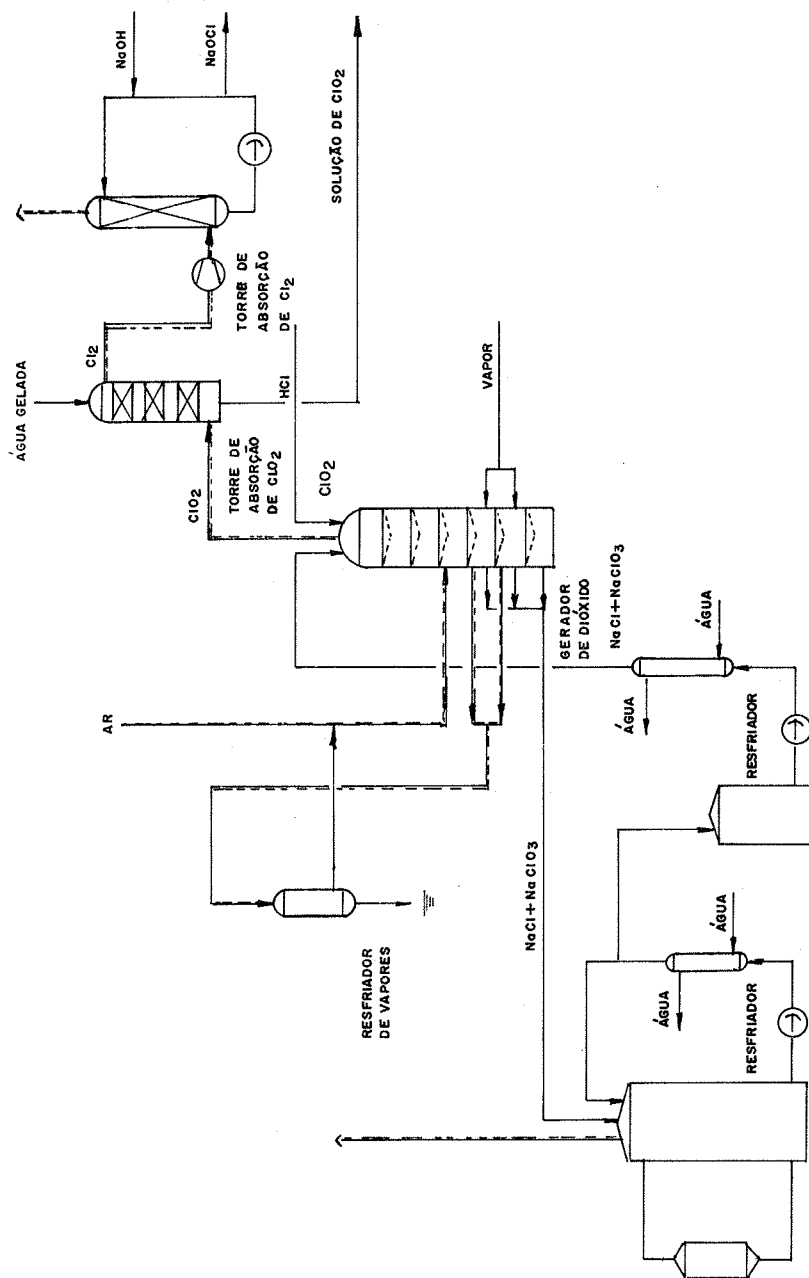 NaOH
NaOCl
ÁGUA GELADA
Cl₂
TORRE DE
ABSORÇÃO
DE Cl₂
SOLUÇÃO DE ClO₂
ClO₂
TORRE DE
ABSORÇÃO
DE CLO₂
HCl
ClO₂
VAPOR
AR
GERADOR
DE DIÓXIDO
NaCl+NaClO₃
ÁGUA
ÁGUA
RESFRIADOR
RESFRIADOR
DE VAPORES
NaCl+NaClO₃
ÁGUA
ÁGUA
RESFRIADOR